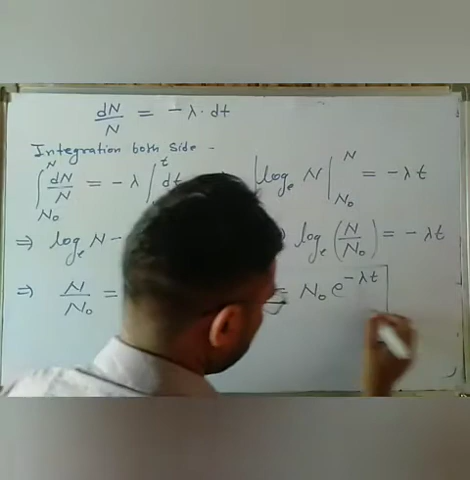 dN/N = -λ. dt
Integration both Side -
∫_{N₀}^{N} dN/N = -λ ∫^{t} dt |log_e N|_{N₀}^{N} = -λt
⇒ log_e N - log_e (N/N₀) = -λt
⇒ N/N₀ = = N₀ e^{-λt}